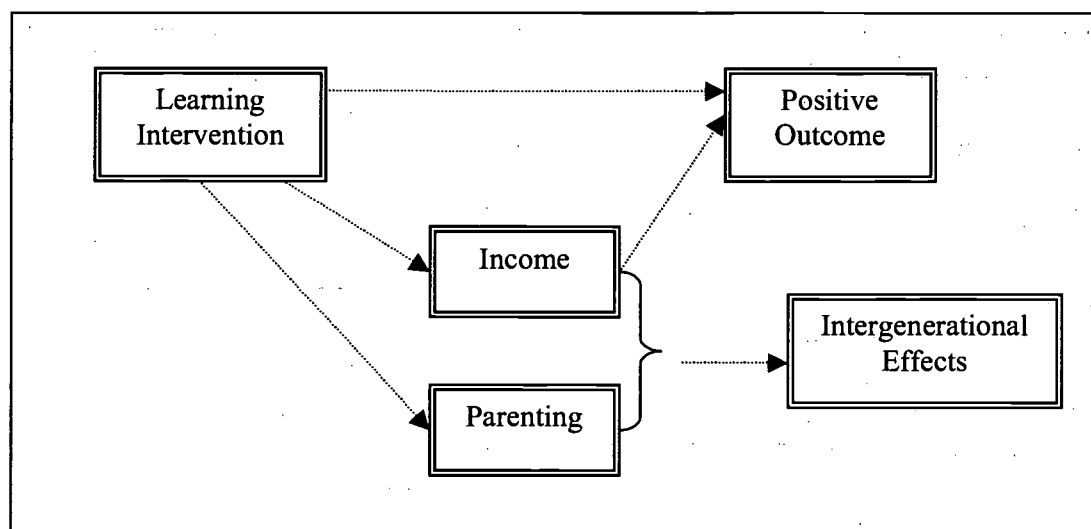 Learning
Intervention
Positive
Outcome
Income
Intergenerational
Effects
Parenting